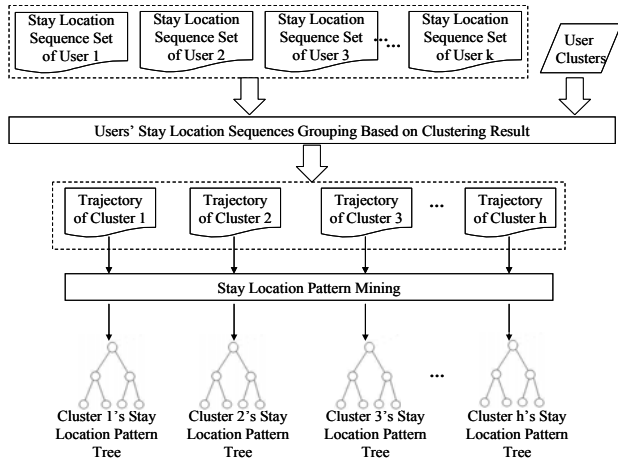 Stay Location
Sequence Set
of User 1
Stay Location
Sequence Set
of User 2
Stay Location
Sequence Set
of User 3
...
...
Stay Location
Sequence Set
of User k
User
Clusters
Users' Stay Location Sequences Grouping Based on Clustering Result
Trajectory
of Cluster 1
Trajectory
of Cluster 2
Trajectory
of Cluster 3
...
Trajectory
of Cluster h
Stay Location Pattern Mining
...
Cluster 1's Stay
Location Pattern
Tree
Cluster 2's Stay
Location Pattern
Tree
Cluster 3's Stay
Location Pattern
Tree
Cluster h's Stay
Location Pattern
Tree